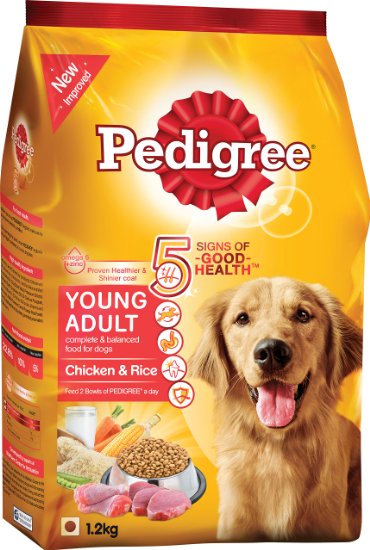 New
Improved
Pedigree®
5 SIGNS OF
-GOOD-
HEALTH™
omega 6
+zinc
Proven Healthier &
Shinier coat
YOUNG
ADULT
complete & balanced
food for dogs
Chicken & Rice
Feed 2 Bowls of PEDIGREE® a day
1.2kg